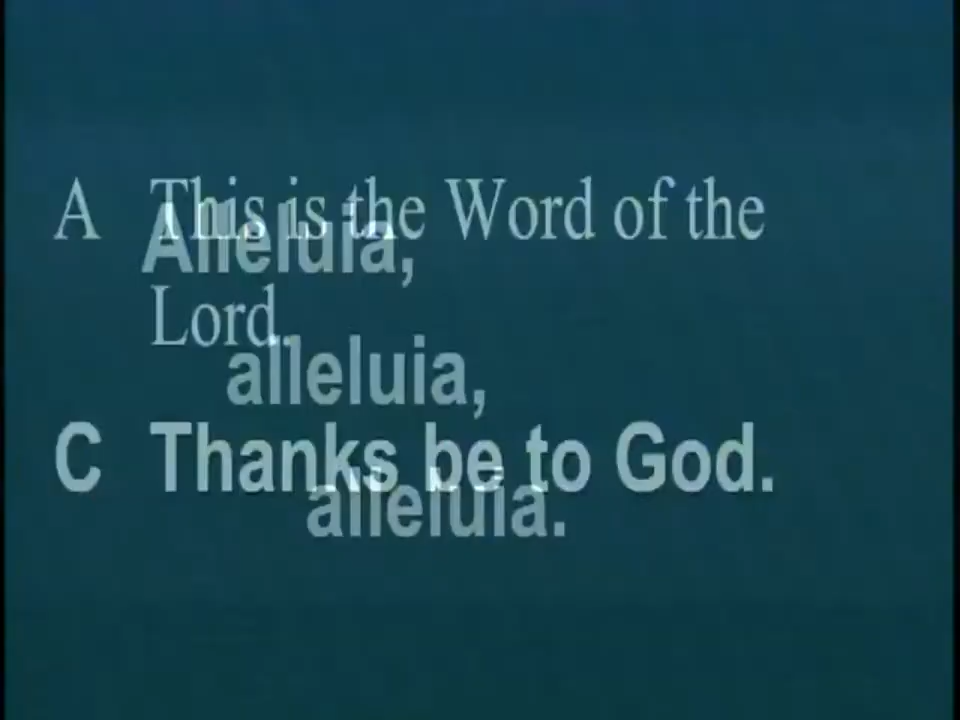 A This is the Word of the
Alleluia,
Lord.
alleluia,
C Thanks be to God.
alleluia.